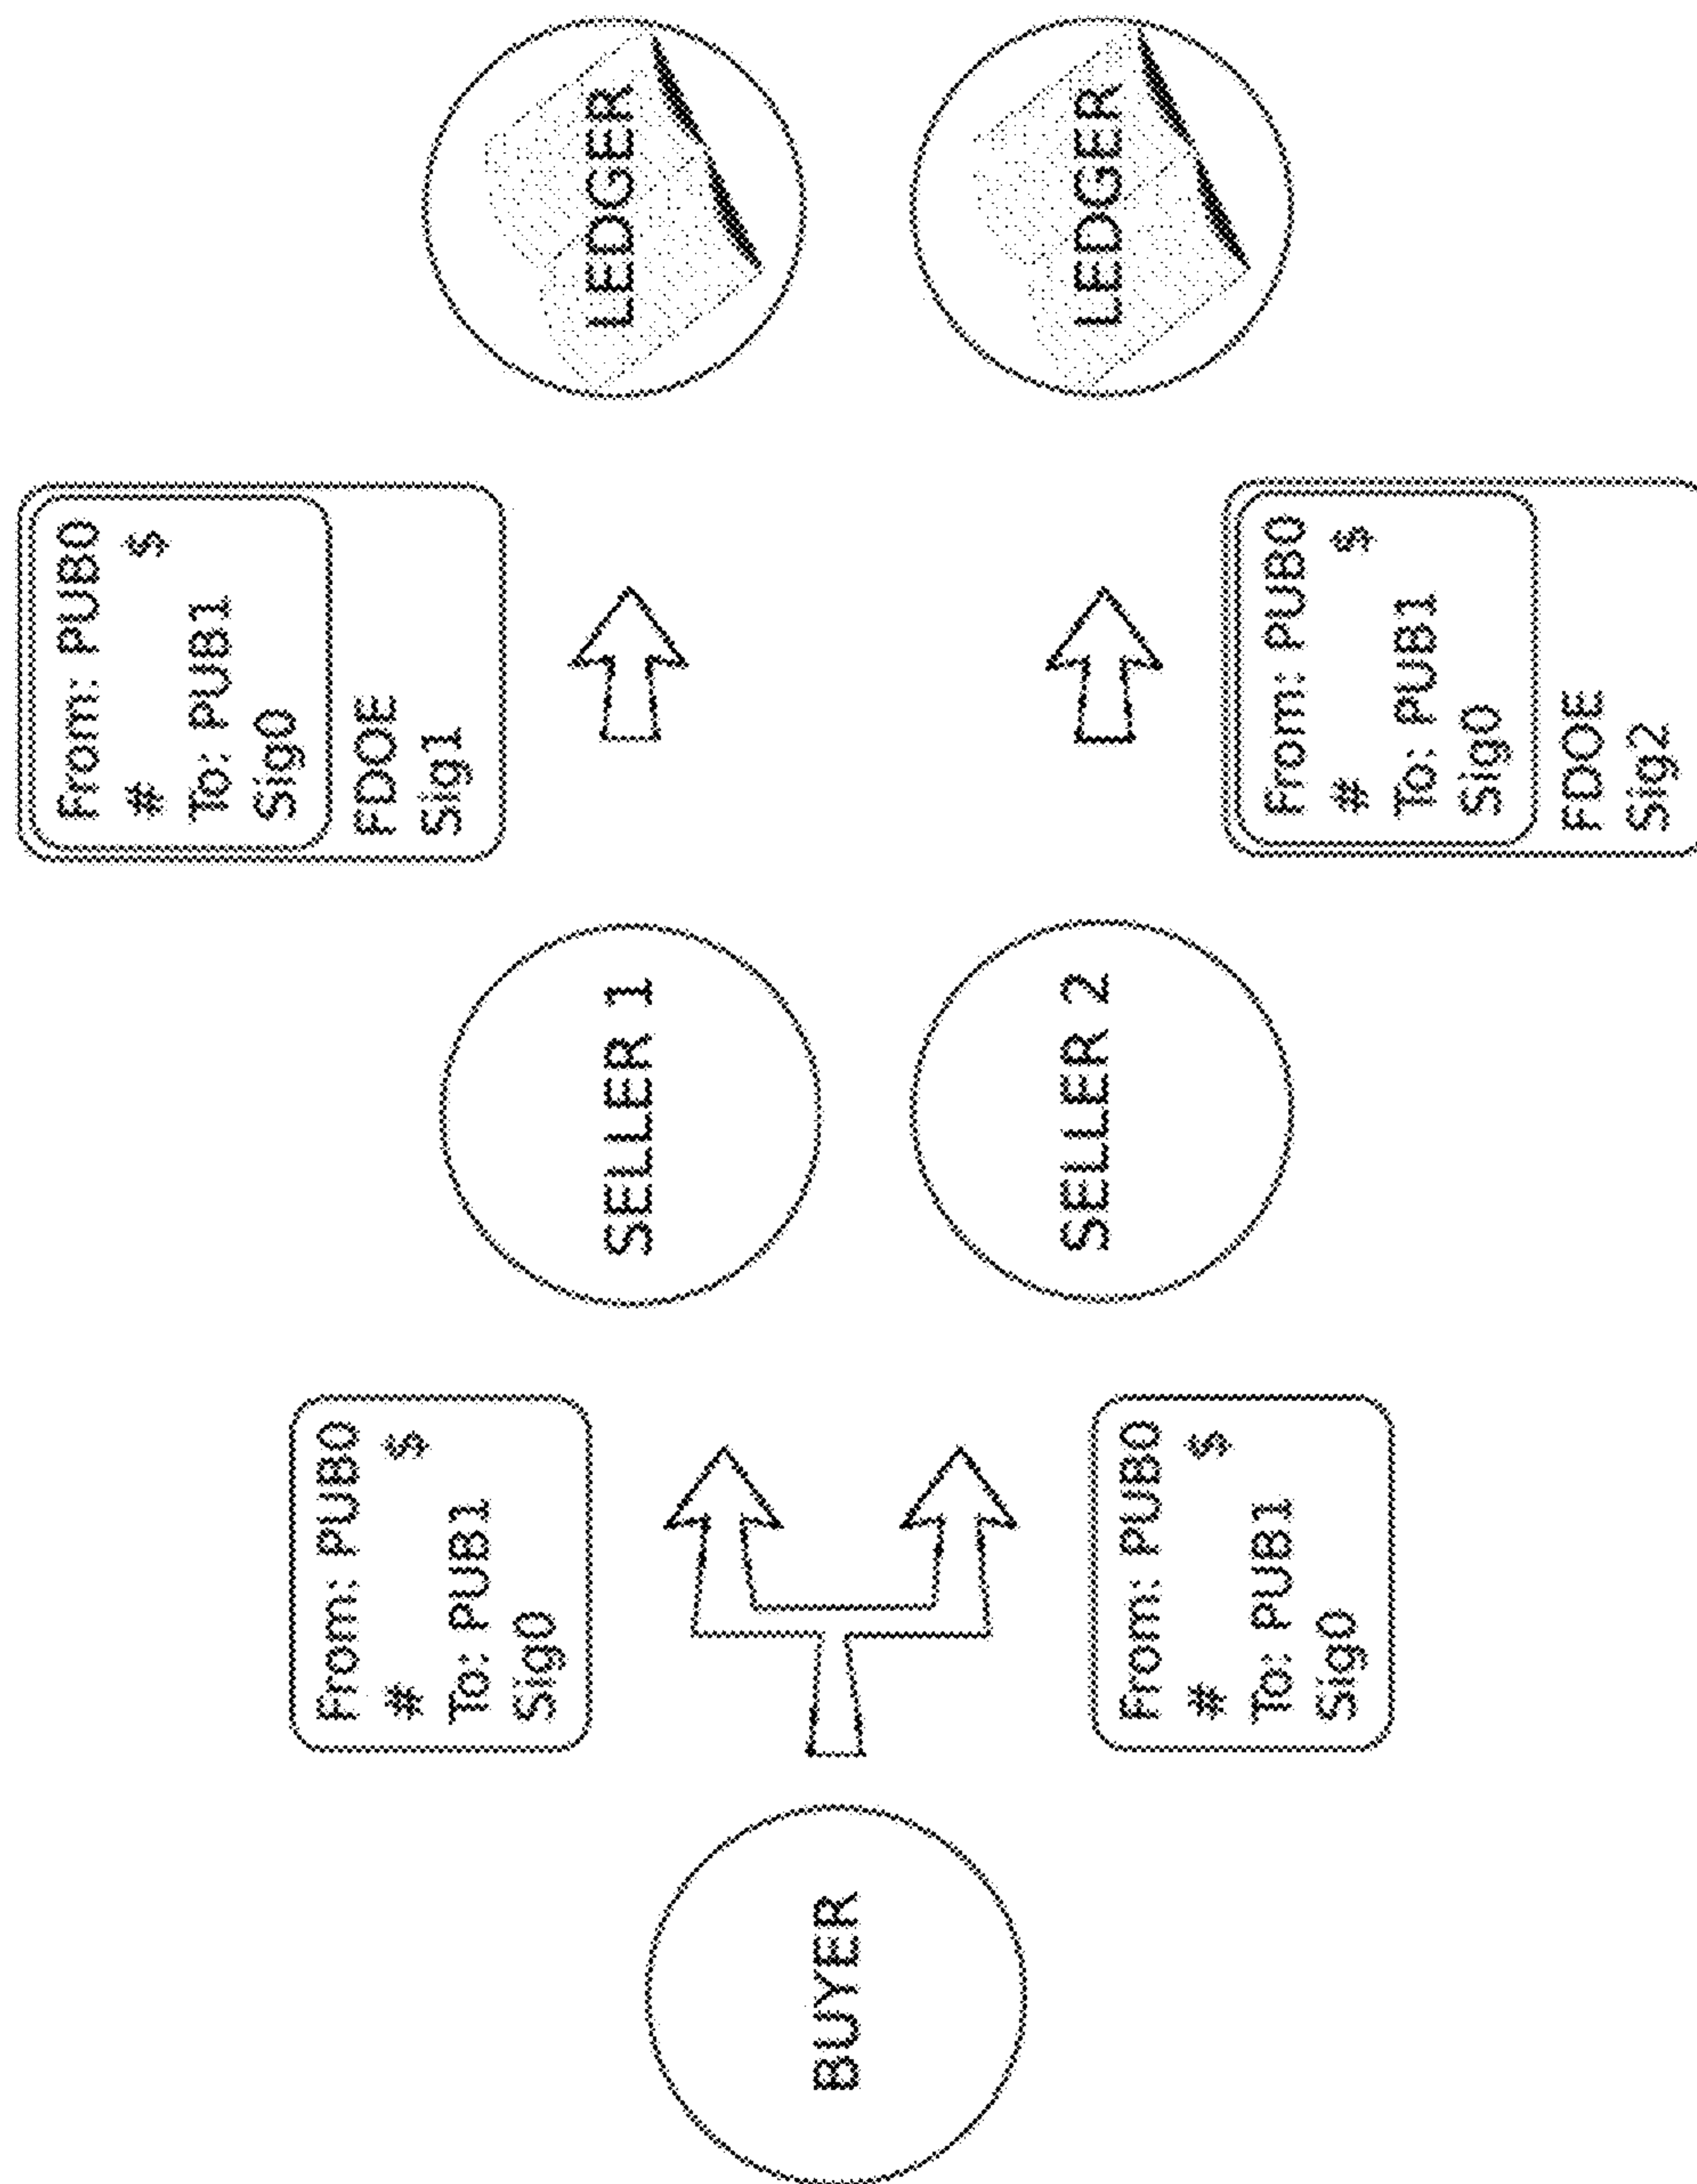 BUYER
From: PUB0
# $
To: PUB1
Sig0
From: PUB0
# $
To: PUB1
Sig0
SELLER 1
SELLER 2
From: PUB0
# $
To: PUB1
Sig0
FDOE
Sig1
From: PUB0
# $
To: PUB1
Sig0
FDOE
Sig2
LEDGER
LEDGER